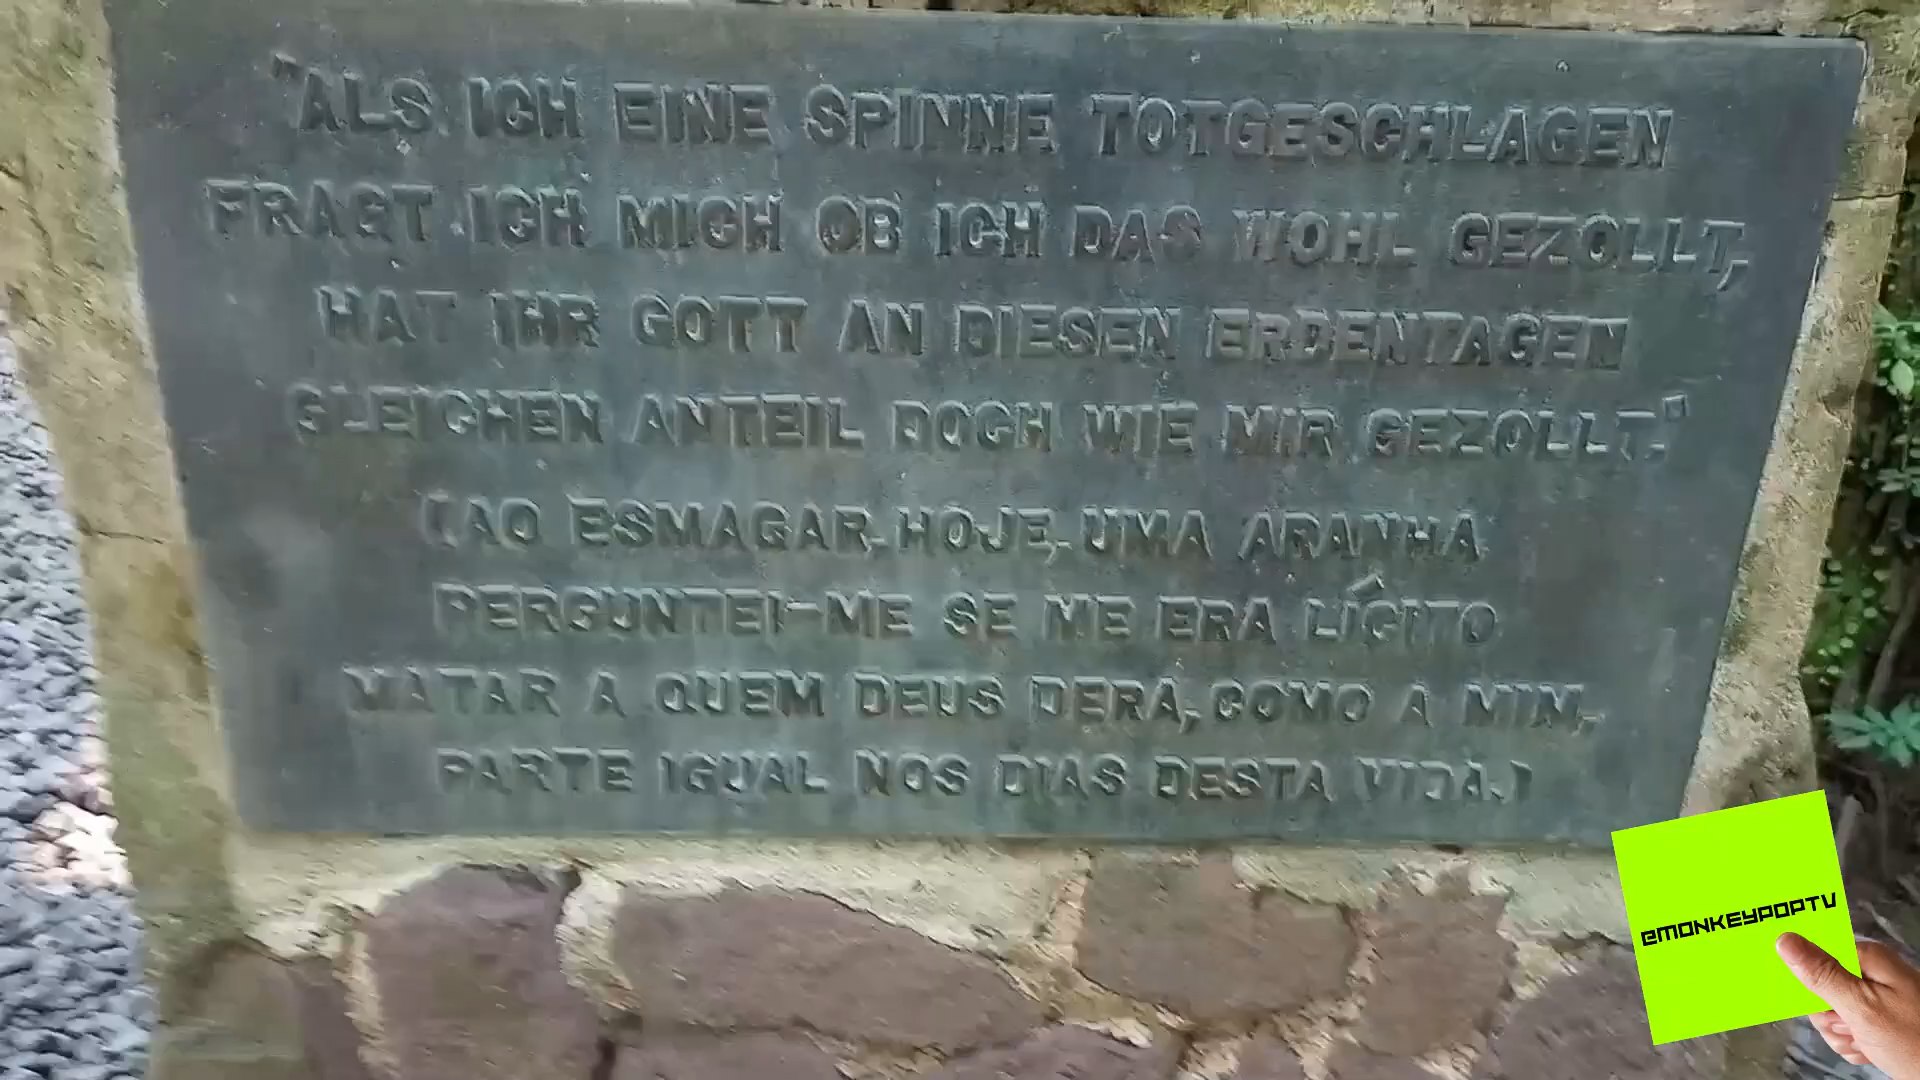 "ALS ICH EINE SPINNE TOTGESCHLAGEN
FRAGT ICH MICH OB ICH DAS WOHL GEZOLLT,
HAT IHR GOTT AN DIESEN ERDENTAGEN
GLEICHEN ANTEIL DOCH WIE MIR GEZOLLT."
(AO ESMAGAR, HOJE, UMA ARANHA
PERGUNTEI-ME SE ME ERA LÍCITO
MATAR A QUEM DEUS DERA, COMO A MIM,
PARTE IGUAL NOS DIAS DESTA VIDA.)
@MONKEYPOPTV